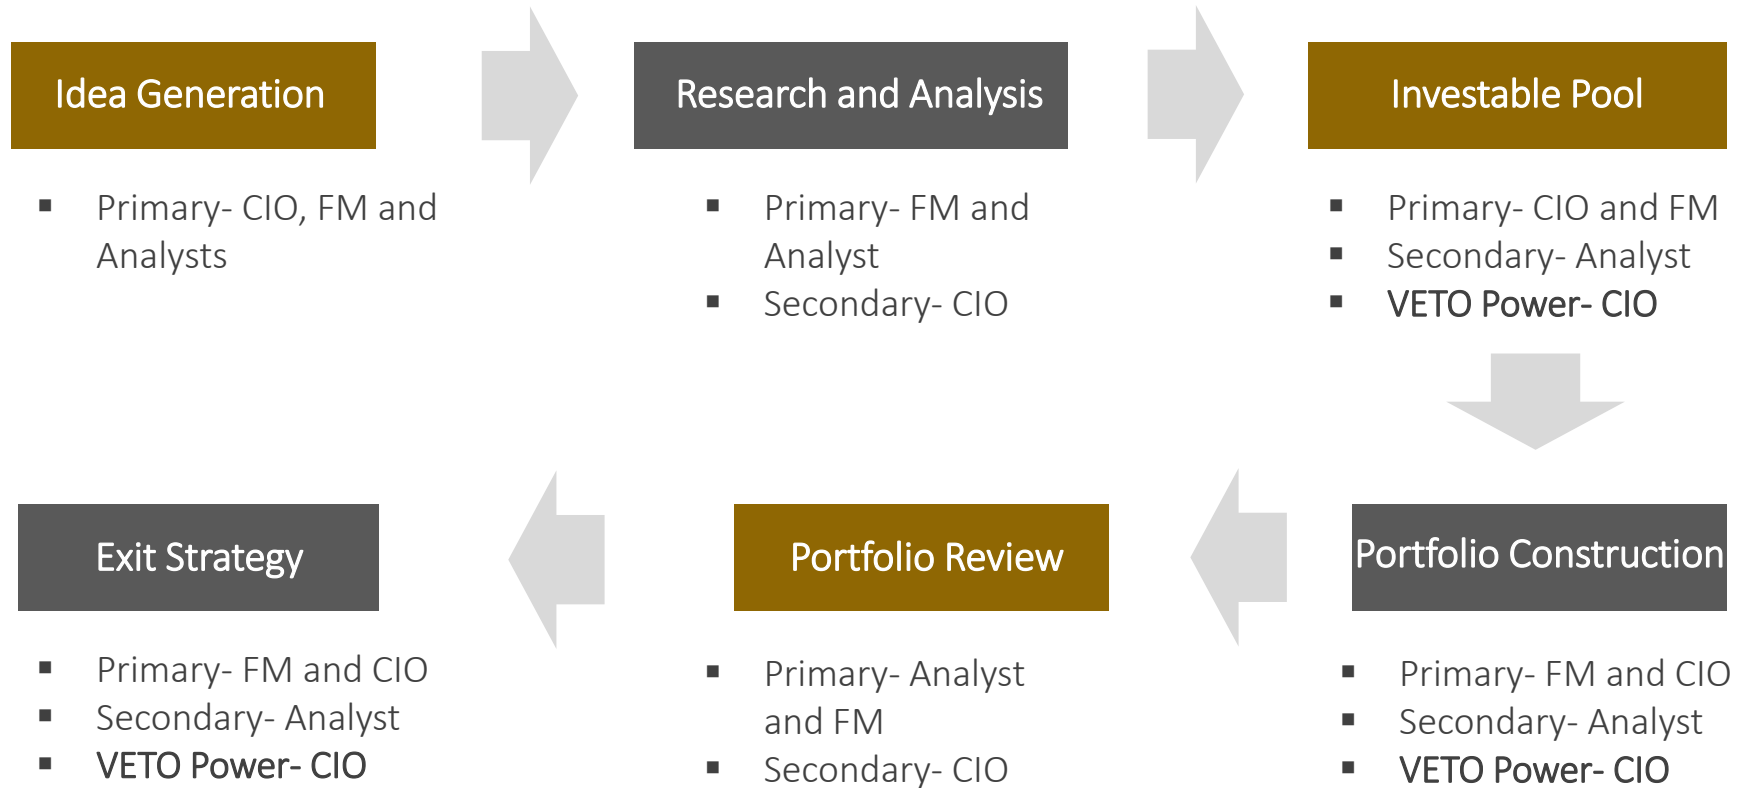 Idea Generation
▪ Primary- CIO, FM and
Analysts
Research and Analysis
▪ Primary- FM and
Analyst
▪ Secondary- CIO
Investable Pool
▪ Primary- CIO and FM
▪ Secondary- Analyst
▪ VETO Power- CIO
Portfolio Construction
▪ Primary- FM and CIO
▪ Secondary- Analyst
▪ VETO Power- CIO
Portfolio Review
▪ Primary- Analyst
and FM
▪ Secondary- CIO
Exit Strategy
▪ Primary- FM and CIO
▪ Secondary- Analyst
▪ VETO Power- CIO